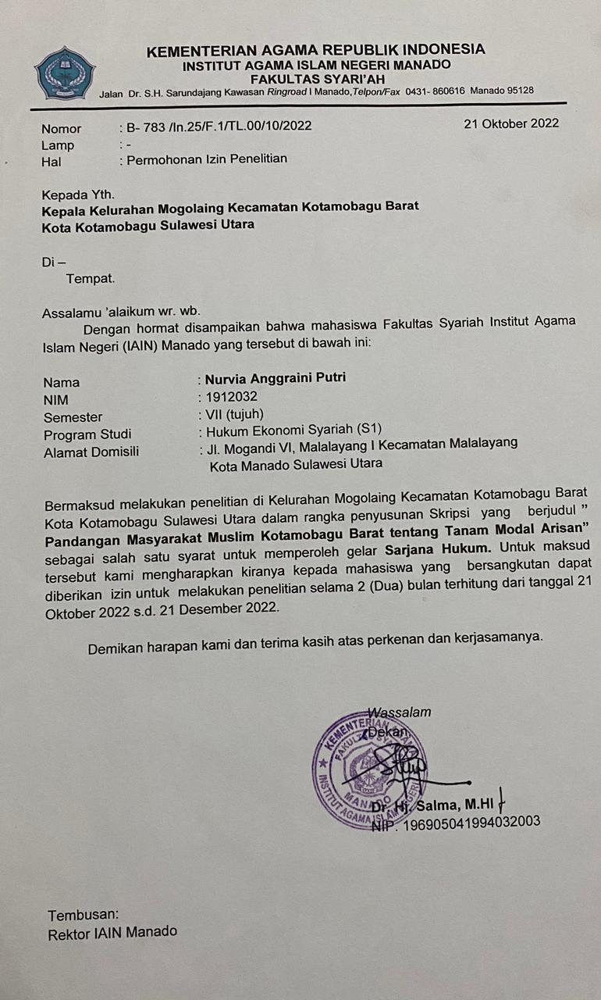 KEMENTERIAN AGAMA REPUBLIK INDONESIA
INSTITUT AGAMA ISLAM NEGERI MANADO
FAKULTAS SYARI'AH
Jalan Dr. S.H. Sarundajang Kawasan Ringroad I Manado,Telpon/Fax 0431- 860616 Manado 95128
Nomor : B- 783 /In.25/F.1/TL.00/10/2022 21 Oktober 2022
Lamp : -
Hal : Permohonan Izin Penelitian
Kepada Yth.
Kepala Kelurahan Mogolaing Kecamatan Kotamobagu Barat
Kota Kotamobagu Sulawesi Utara
Di –
Tempat.
Assalamu 'alaikum wr. wb.
Dengan hormat disampaikan bahwa mahasiswa Fakultas Syariah Institut Agama
Islam Negeri (IAIN) Manado yang tersebut di bawah ini:
Nama : Nurvia Anggraini Putri
NIM : 1912032
Semester : VII (tujuh)
Program Studi : Hukum Ekonomi Syariah (S1)
Alamat Domisili : Jl. Mogandi VI, Malalayang I Kecamatan Malalayang
Kota Manado Sulawesi Utara
Bermaksud melakukan penelitian di Kelurahan Mogolaing Kecamatan Kotamobagu Barat
Kota Kotamobagu Sulawesi Utara dalam rangka penyusunan Skripsi yang berjudul ”
Pandangan Masyarakat Muslim Kotamobagu Barat tentang Tanam Modal Arisan”
sebagai salah satu syarat untuk memperoleh gelar Sarjana Hukum. Untuk maksud
tersebut kami mengharapkan kiranya kepada mahasiswa yang bersangkutan dapat
diberikan izin untuk melakukan penelitian selama 2 (Dua) bulan terhitung dari tanggal 21
Oktober 2022 s.d. 21 Desember 2022.
Demikan harapan kami dan terima kasih atas perkenan dan kerjasamanya.
Wassalam
Dekan
KEMENTERIAN AGAMA
FAKULTAS SYARI
MANADO
INSTITUT AGAMA ISLAM NEGERI
Dr. Hj. Salma, M.HI
NIP. 196905041994032003
Tembusan:
Rektor IAIN Manado